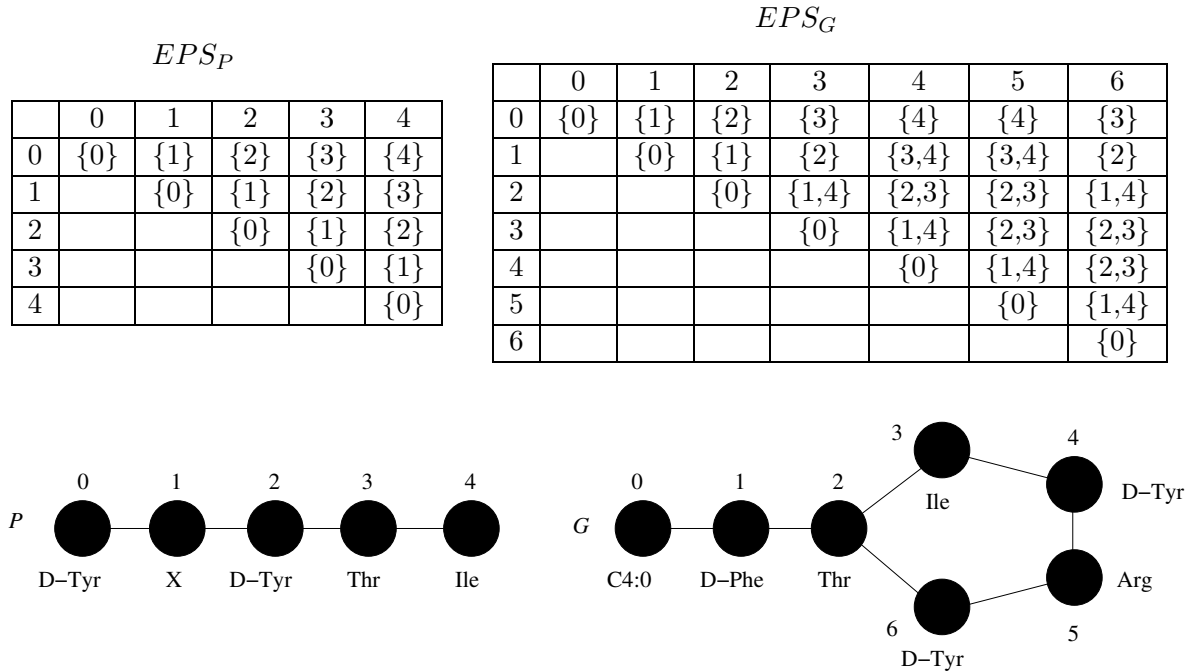 EPS_G
EPS_P
0 1 2 3 4
0 {0} {1} {2} {3} {4}
1 {0} {1} {2} {3}
2 {0} {1} {2}
3 {0} {1}
4 {0}
0 1 2 3 4 5 6
0 {0} {1} {2} {3} {4} {4} {3}
1 {0} {1} {2} {3,4} {3,4} {2}
2 {0} {1,4} {2,3} {2,3} {1,4}
3 {0} {1,4} {2,3} {2,3}
4 {0} {1,4} {2,3}
5 {0} {1,4}
6 {0}
0 1 2 3 4
P
D−Tyr X D−Tyr Thr Ile
0 1 2 3 4
G
C4:0 D−Phe Thr Ile D−Tyr
Arg
6 5
D−Tyr